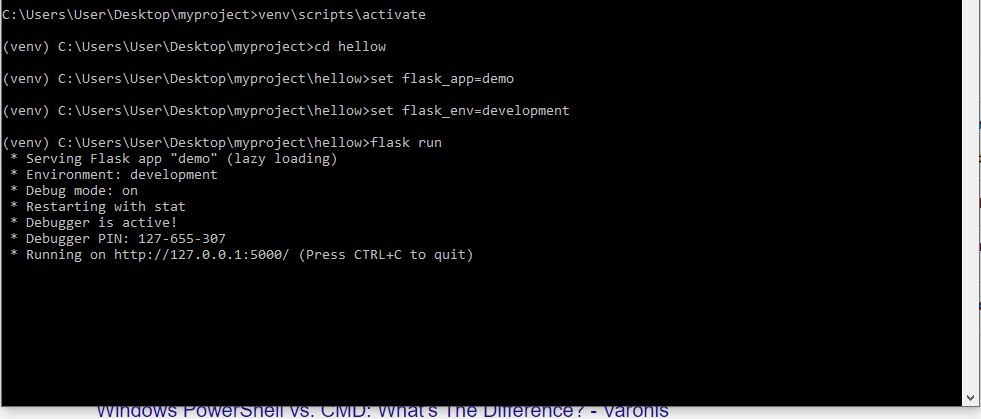 C:\Users\User\Desktop\myproject>venv\scripts\activate
(venv) C:\Users\User\Desktop\myproject>cd hellow
(venv) C:\Users\User\Desktop\myproject\hellow>set flask_app=demo
(venv) C:\Users\User\Desktop\myproject\hellow>set flask_env=development
(venv) C:\Users\User\Desktop\myproject\hellow>flask run
* Serving Flask app "demo" (lazy loading)
* Environment: development
* Debug mode: on
* Restarting with stat
* Debugger is active!
* Debugger PIN: 127-655-307
* Running on http://127.0.0.1:5000/ (Press CTRL+C to quit)
Windows PowerShell vs. CMD: What's The Difference? - Varonis